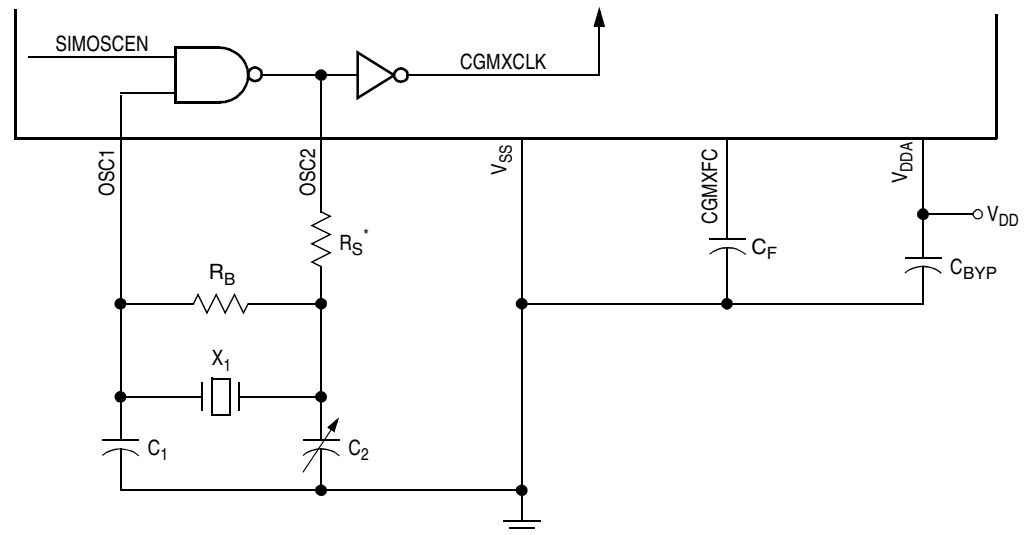 SIMOSCEN
CGMXCLK
OSC1
OSC2
VSS
CGMXFC
VDDA
VDD
RS*
CF
CBYP
RB
X1
C1
C2